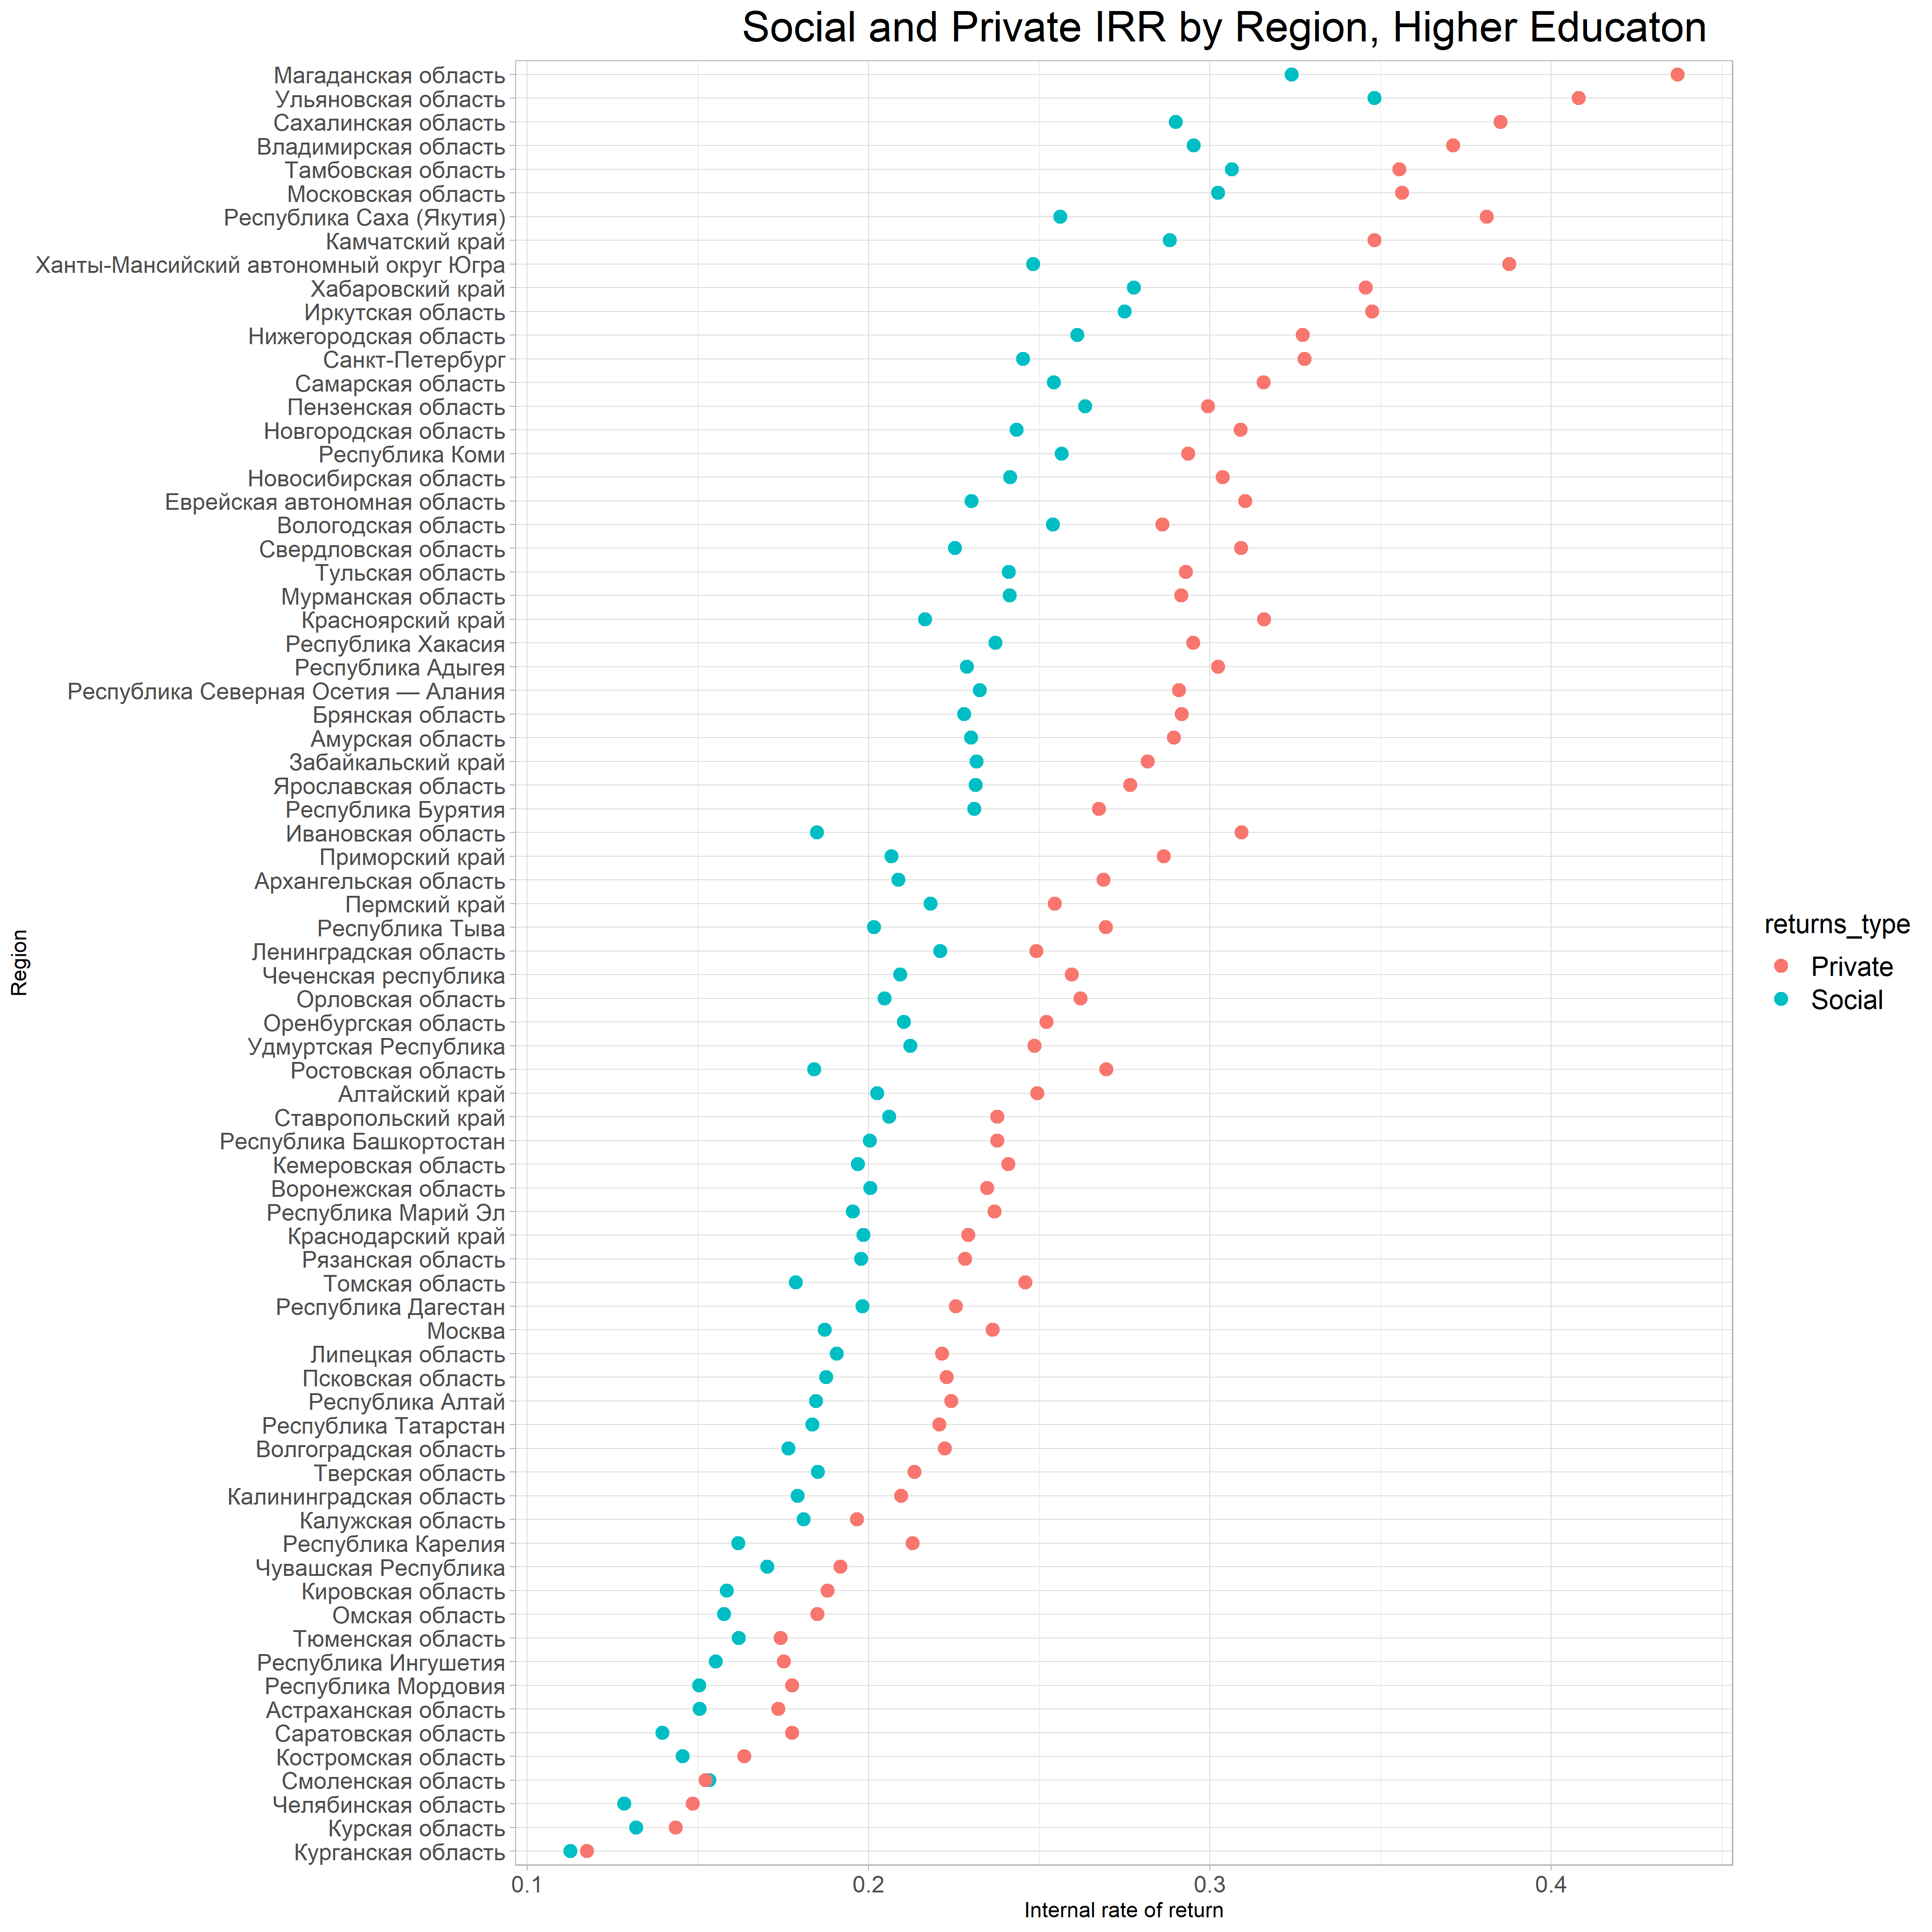 Social and Private IRR by Region, Higher Educaton
Магаданская область
Ульяновская область
Сахалинская область
Владимирская область
Тамбовская область
Московская область
Республика Саха (Якутия)
Камчатский край
Ханты-Мансийский автономный округ Югра
Хабаровский край
Иркутская область
Нижегородская область
Санкт-Петербург
Самарская область
Пензенская область
Новгородская область
Республика Коми
Новосибирская область
Еврейская автономная область
Вологодская область
Свердловская область
Тульская область
Мурманская область
Красноярский край
Республика Хакасия
Республика Адыгея
Республика Северная Осетия — Алания
Брянская область
Амурская область
Забайкальский край
Ярославская область
Республика Бурятия
Ивановская область
Приморский край
Архангельская область
Пермский край
Республика Тыва
Ленинградская область
Чеченская республика
Орловская область
Оренбургская область
Удмуртская Республика
Ростовская область
Алтайский край
Ставропольский край
Республика Башкортостан
Кемеровская область
Воронежская область
Республика Марий Эл
Краснодарский край
Рязанская область
Томская область
Республика Дагестан
Москва
Липецкая область
Псковская область
Республика Алтай
Республика Татарстан
Волгоградская область
Тверская область
Калининградская область
Калужская область
Республика Карелия
Чувашская Республика
Кировская область
Омская область
Тюменская область
Республика Ингушетия
Республика Мордовия
Астраханская область
Саратовская область
Костромская область
Смоленская область
Челябинская область
Курская область
Курганская область
Region
0.1 0.2 0.3 0.4
Internal rate of return
returns_type
Private
Social